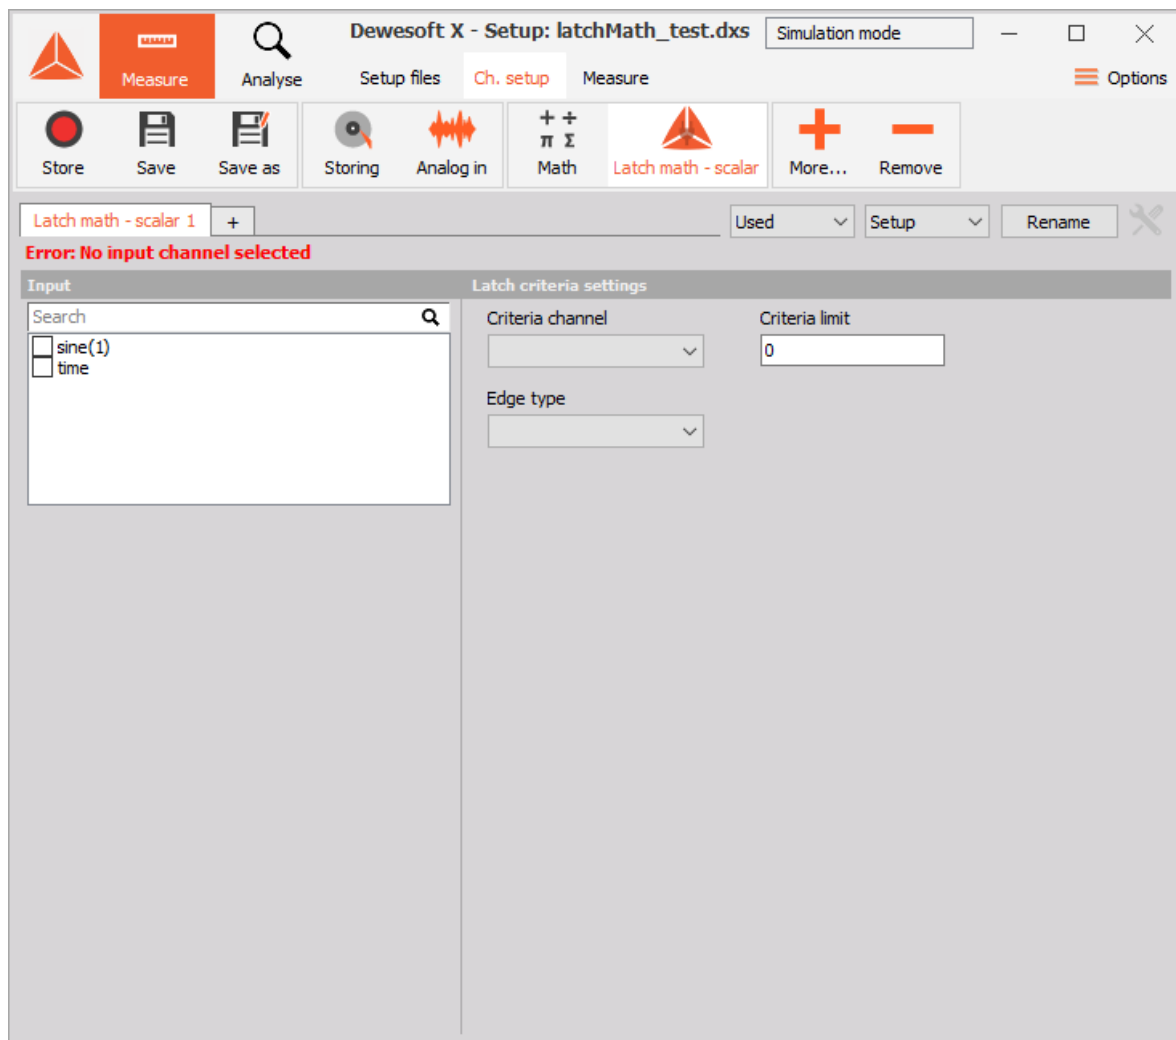 Dewesoft X - Setup: latchMath_test.dxs
Simulation mode
Measure
Analyse
Setup files
Ch. setup
Measure
Options
Store
Save
Save as
Storing
Analog in
Math
Latch math - scalar
More...
Remove
Latch math - scalar 1
+
Used
Setup
Rename
Error: No input channel selected
Input
Latch criteria settings
Search
sine(1)
time
Criteria channel
Criteria limit
0
Edge type